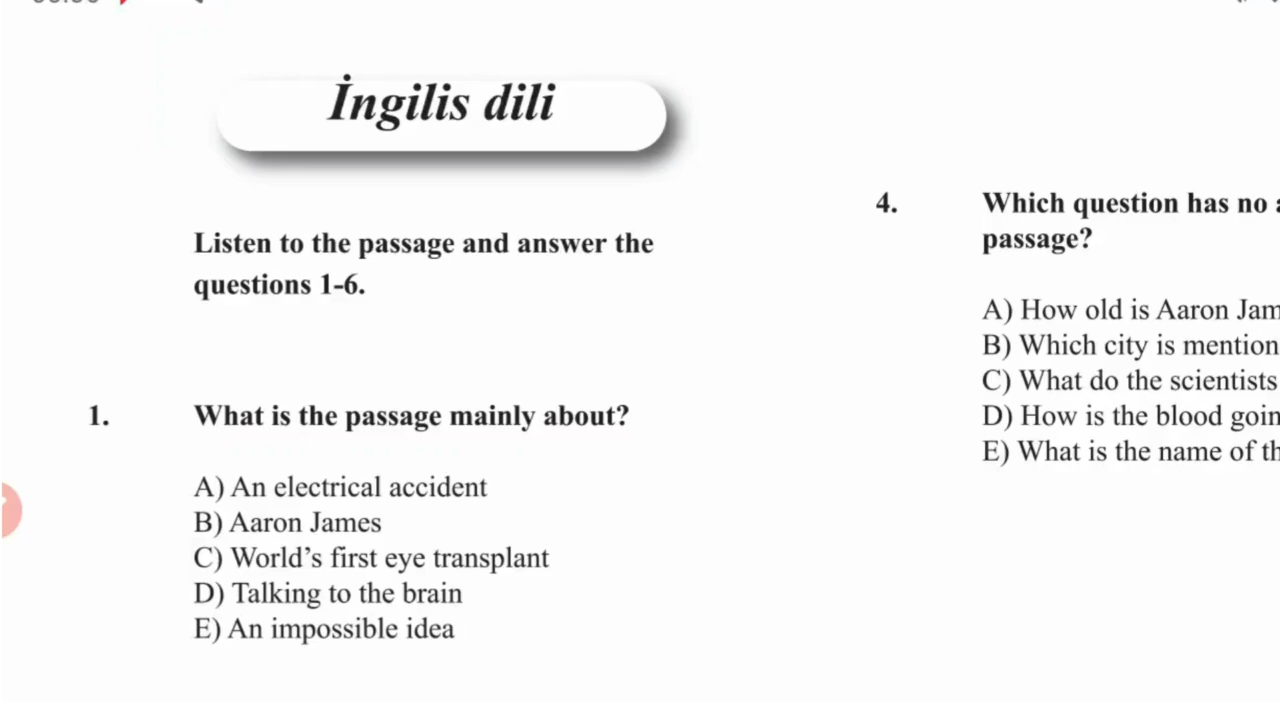 İngilis dili
Listen to the passage and answer the
questions 1-6.
1. What is the passage mainly about?
A) An electrical accident
B) Aaron James
C) World’s first eye transplant
D) Talking to the brain
E) An impossible idea
4. Which question has no
passage?
A) How old is Aaron
B) Which city is
C) What do the scientists
D) How is the blood
E) What is the name of